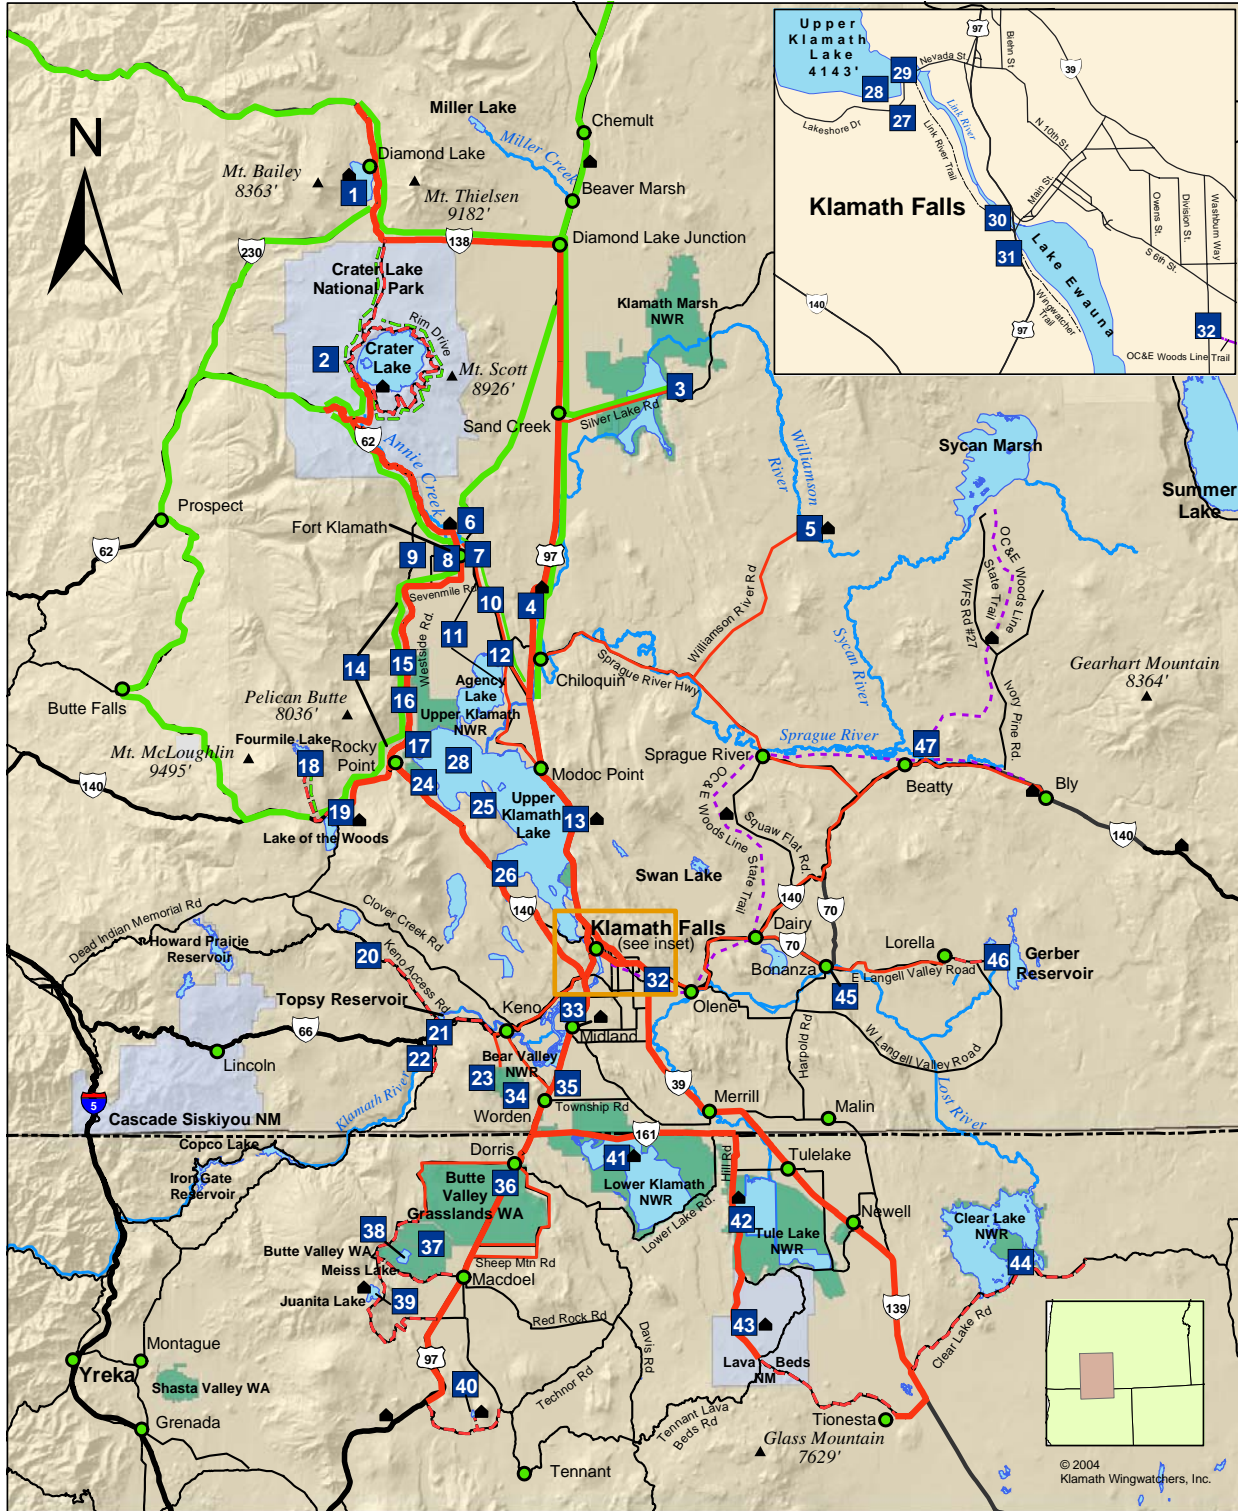 N
Miller Lake
Miller Creek
Chemult
Diamond Lake
Mt. Bailey
8363'
1
Mt. Thielsen
9182'
Beaver Marsh
138
Diamond Lake Junction
230
Crater Lake
National Park
Rim Drive
2
Crater
Lake
Mt. Scott
8926'
Klamath Marsh
NWR
3
Silver Lake Rd
Sand Creek
62
Annie Creek
Upper
Klamath
Lake
4143'
29
28
27
Lakeshore Dr
Nevada St.
Link River
Link River Trail
97
Biehn St
39
N 10th St.
Main St.
Klamath Falls
30
31
Lake Ewauna
Wingwatcher
Trail
140
97
Owens St.
Division St.
Washburn Way
S 6th St.
32
OC&E Woods Line Trail
Williamson
River
Sycan Marsh
Summer
Lake
Prospect
62
Fort Klamath
6
7
8
9
97
5
Sevenmile Rd
10
4
11
12
Westside Rd.
14
15
16
Williamson River Rd
Sprague River Hwy
Chiloquin
Agency
Lake
Upper Klamath
NWR
OC&E Woods Line
State Trail
WFS Rd #27
Sycan River
Ivory Pine Rd.
Gearhart Mountain
8364'
Butte Falls
Pelican Butte
8036'
Mt. McLoughlin
9495'
Fourmile Lake
18
Rocky
Point
17
28
24
25
140
19
Lake of the Woods
Modoc Point
Upper
Klamath
Lake
13
26
140
Sprague River
Sprague River
47
Beatty
Bly
140
OC&E Woods Line State Trail
Squaw Flat Rd.
Swan Lake
140
70
Dairy
70
Klamath Falls
(see inset)
32
Olene
Bonanza
45
Lorella
E Langell Valley Road
46
Gerber
Reservoir
Dead Indian Memorial Rd
Clover Creek Rd
Howard Prairie
Reservoir
20
Keno Access Rd
Topsy Reservoir
66
21
22
Lincoln
5
Cascade Siskiyou NM
Klamath River
Keno
33
Midland
Bear Valley
NWR
23
34
35
Worden
Township Rd
39
Merrill
Malin
Harpold Rd
W Langell Valley Road
Lost River
Copco Lake
Iron Gate
Reservoir
Dorris
161
41
Lower Klamath
NWR
Lower Lake Rd.
Hill Rd
Tulelake
Butte
Valley
Grasslands WA
36
38
37
Butte Valley WA
Meiss Lake
Juanita Lake
39
Sheep Mtn Rd
Macdoel
Red Rock Rd
Davis Rd
42
Tule Lake
NWR
Newell
Clear Lake
NWR
44
Clear Lake Rd
139
43
Lava Beds
NM
97
40
Technor Rd
Tennant Lava
Beds Rd
Tionesta
Glass Mountain
7629'
Montague
Yreka
Shasta Valley WA
Grenada
Tennant
© 2004
Klamath Wingwatchers, Inc.